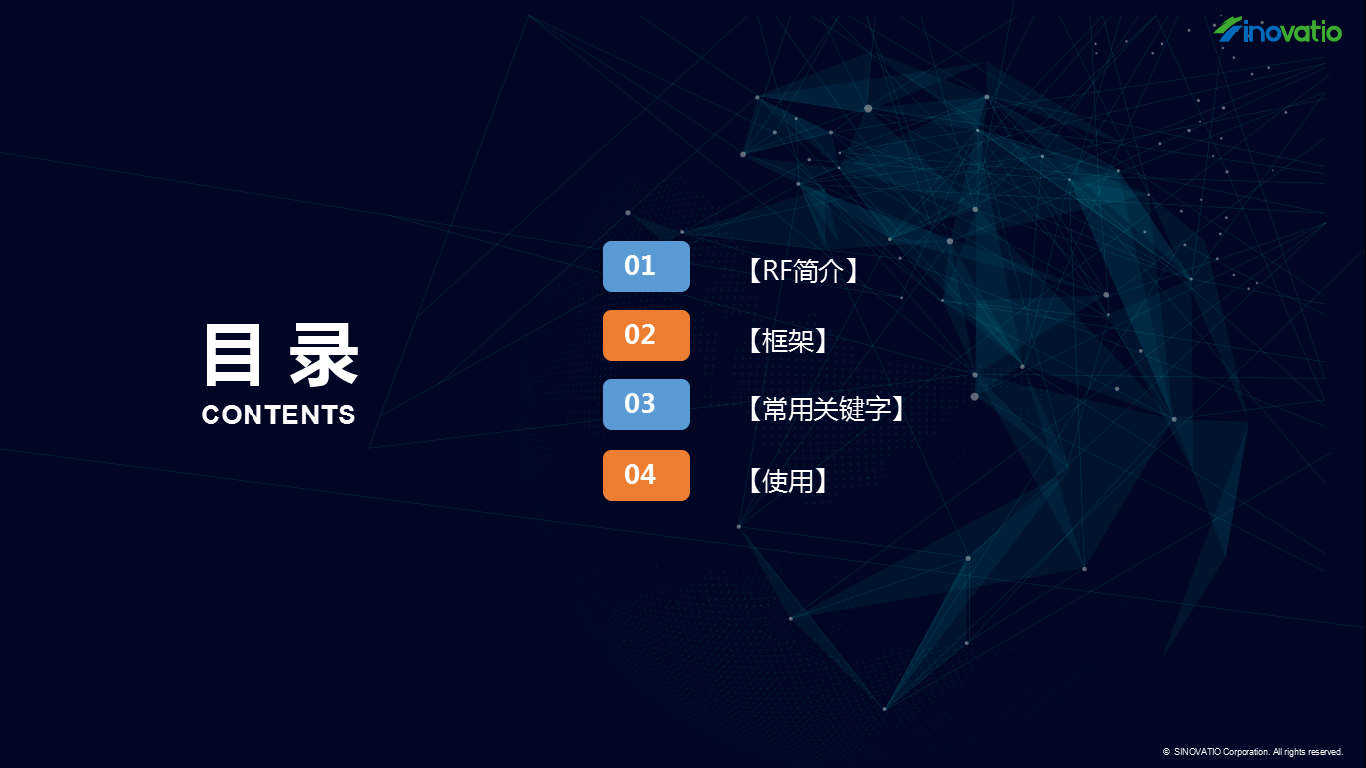 Sinovatio
目 录
CONTENTS
01 【RF简介】
02 【框架】
03 【常用关键字】
04 【使用】
© SINOVATIO Corporation. All rights reserved.